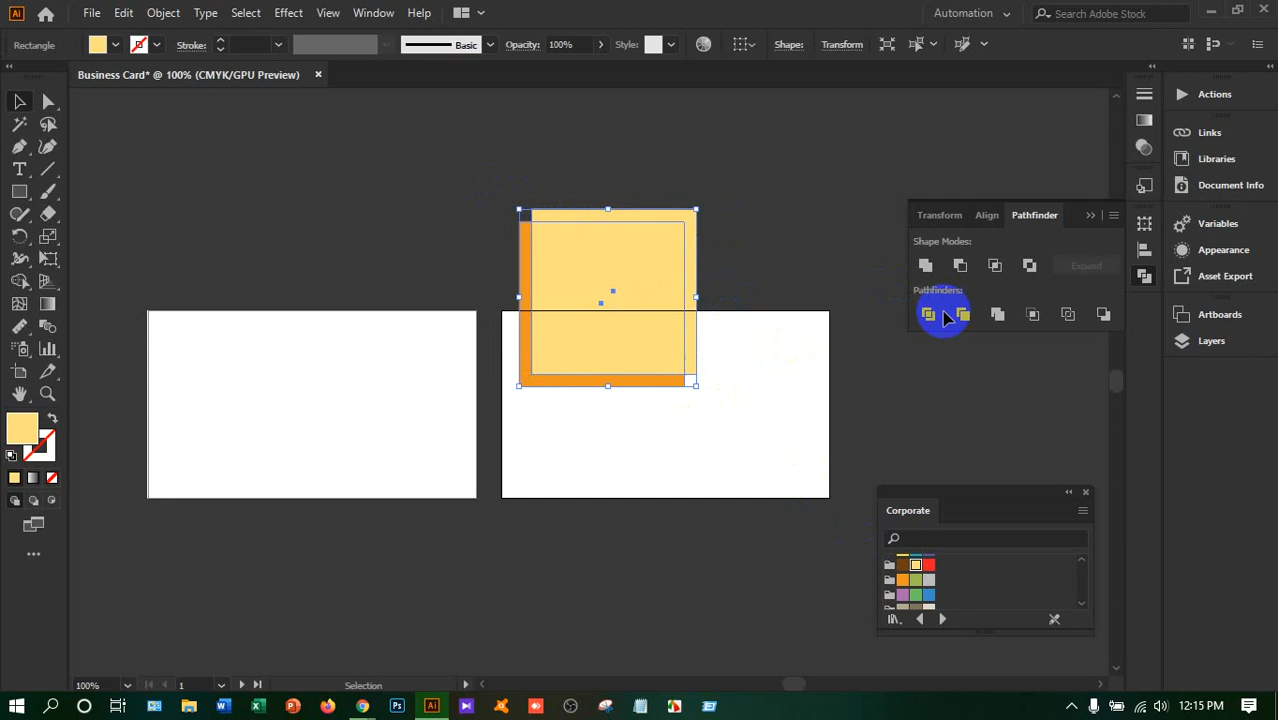 Ai File Edit Object Type Select Effect View Window Help Automation Search Adobe Stock
Rectangle Stroke: Basic Opacity: 100% Style: Shape: Transform
Business Card* @ 100% (CMYK/GPU Preview)
Actions
Links
Libraries
Document Info
Variables
Appearance
Asset Export
Artboards
Layers
Transform Align Pathfinder
Shape Modes:
Expand
Pathfinders:
Corporate
100% 1 Selection
Ps Ai
12:15 PM